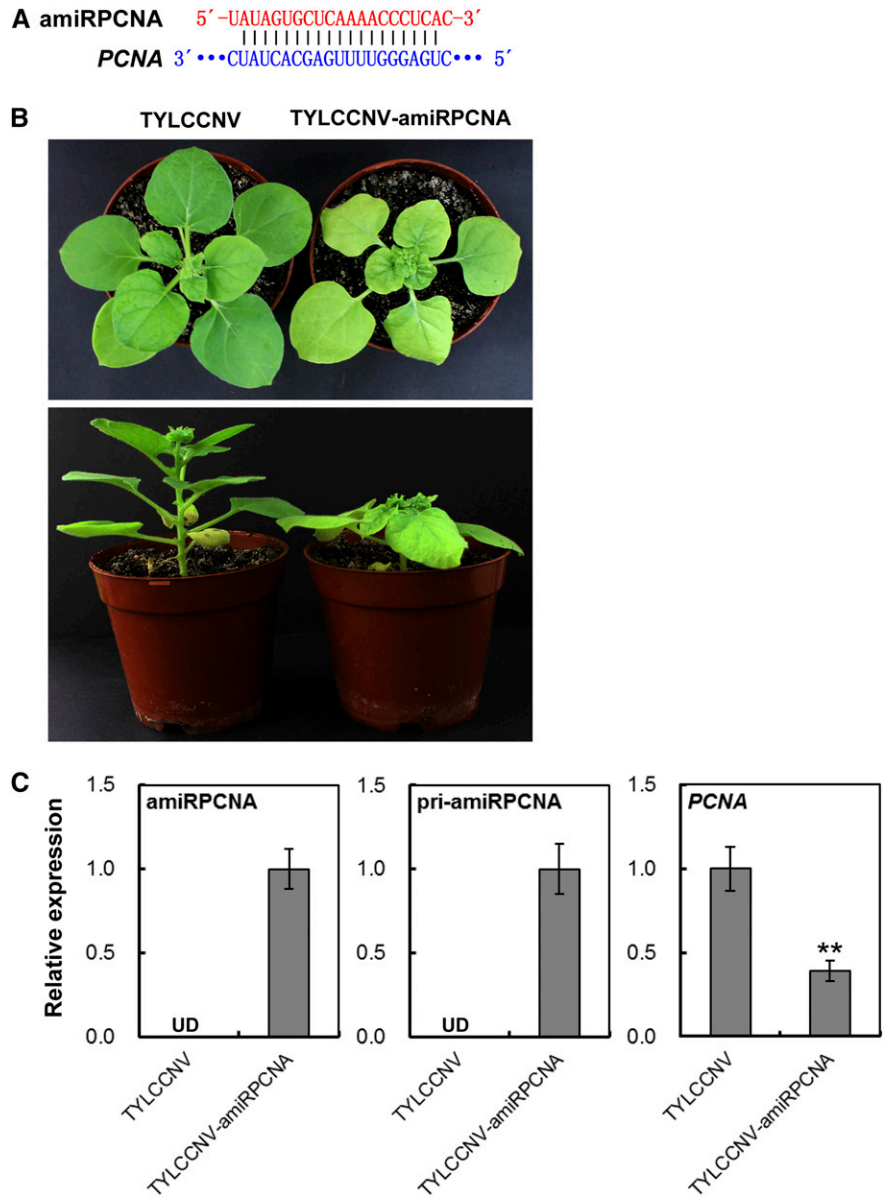 A amiRPCNA 5´-UAUAGUGCUCAAAACCCUCAC-3´
PCNA 3´•••CUAUCACGAGUUUUGGGAGUC••• 5´
B
TYLCCNV TYLCCNV-amiRPCNA
C
Relative expression
1.5
1.0
0.5
0.0
amiRPCNA
UD
TYLCCNV
TYLCCNV-amiRPCNA
1.5
1.0
0.5
0.0
pri-amiRPCNA
UD
TYLCCNV
TYLCCNV-amiRPCNA
1.5
1.0
0.5
0.0
PCNA
**
TYLCCNV
TYLCCNV-amiRPCNA